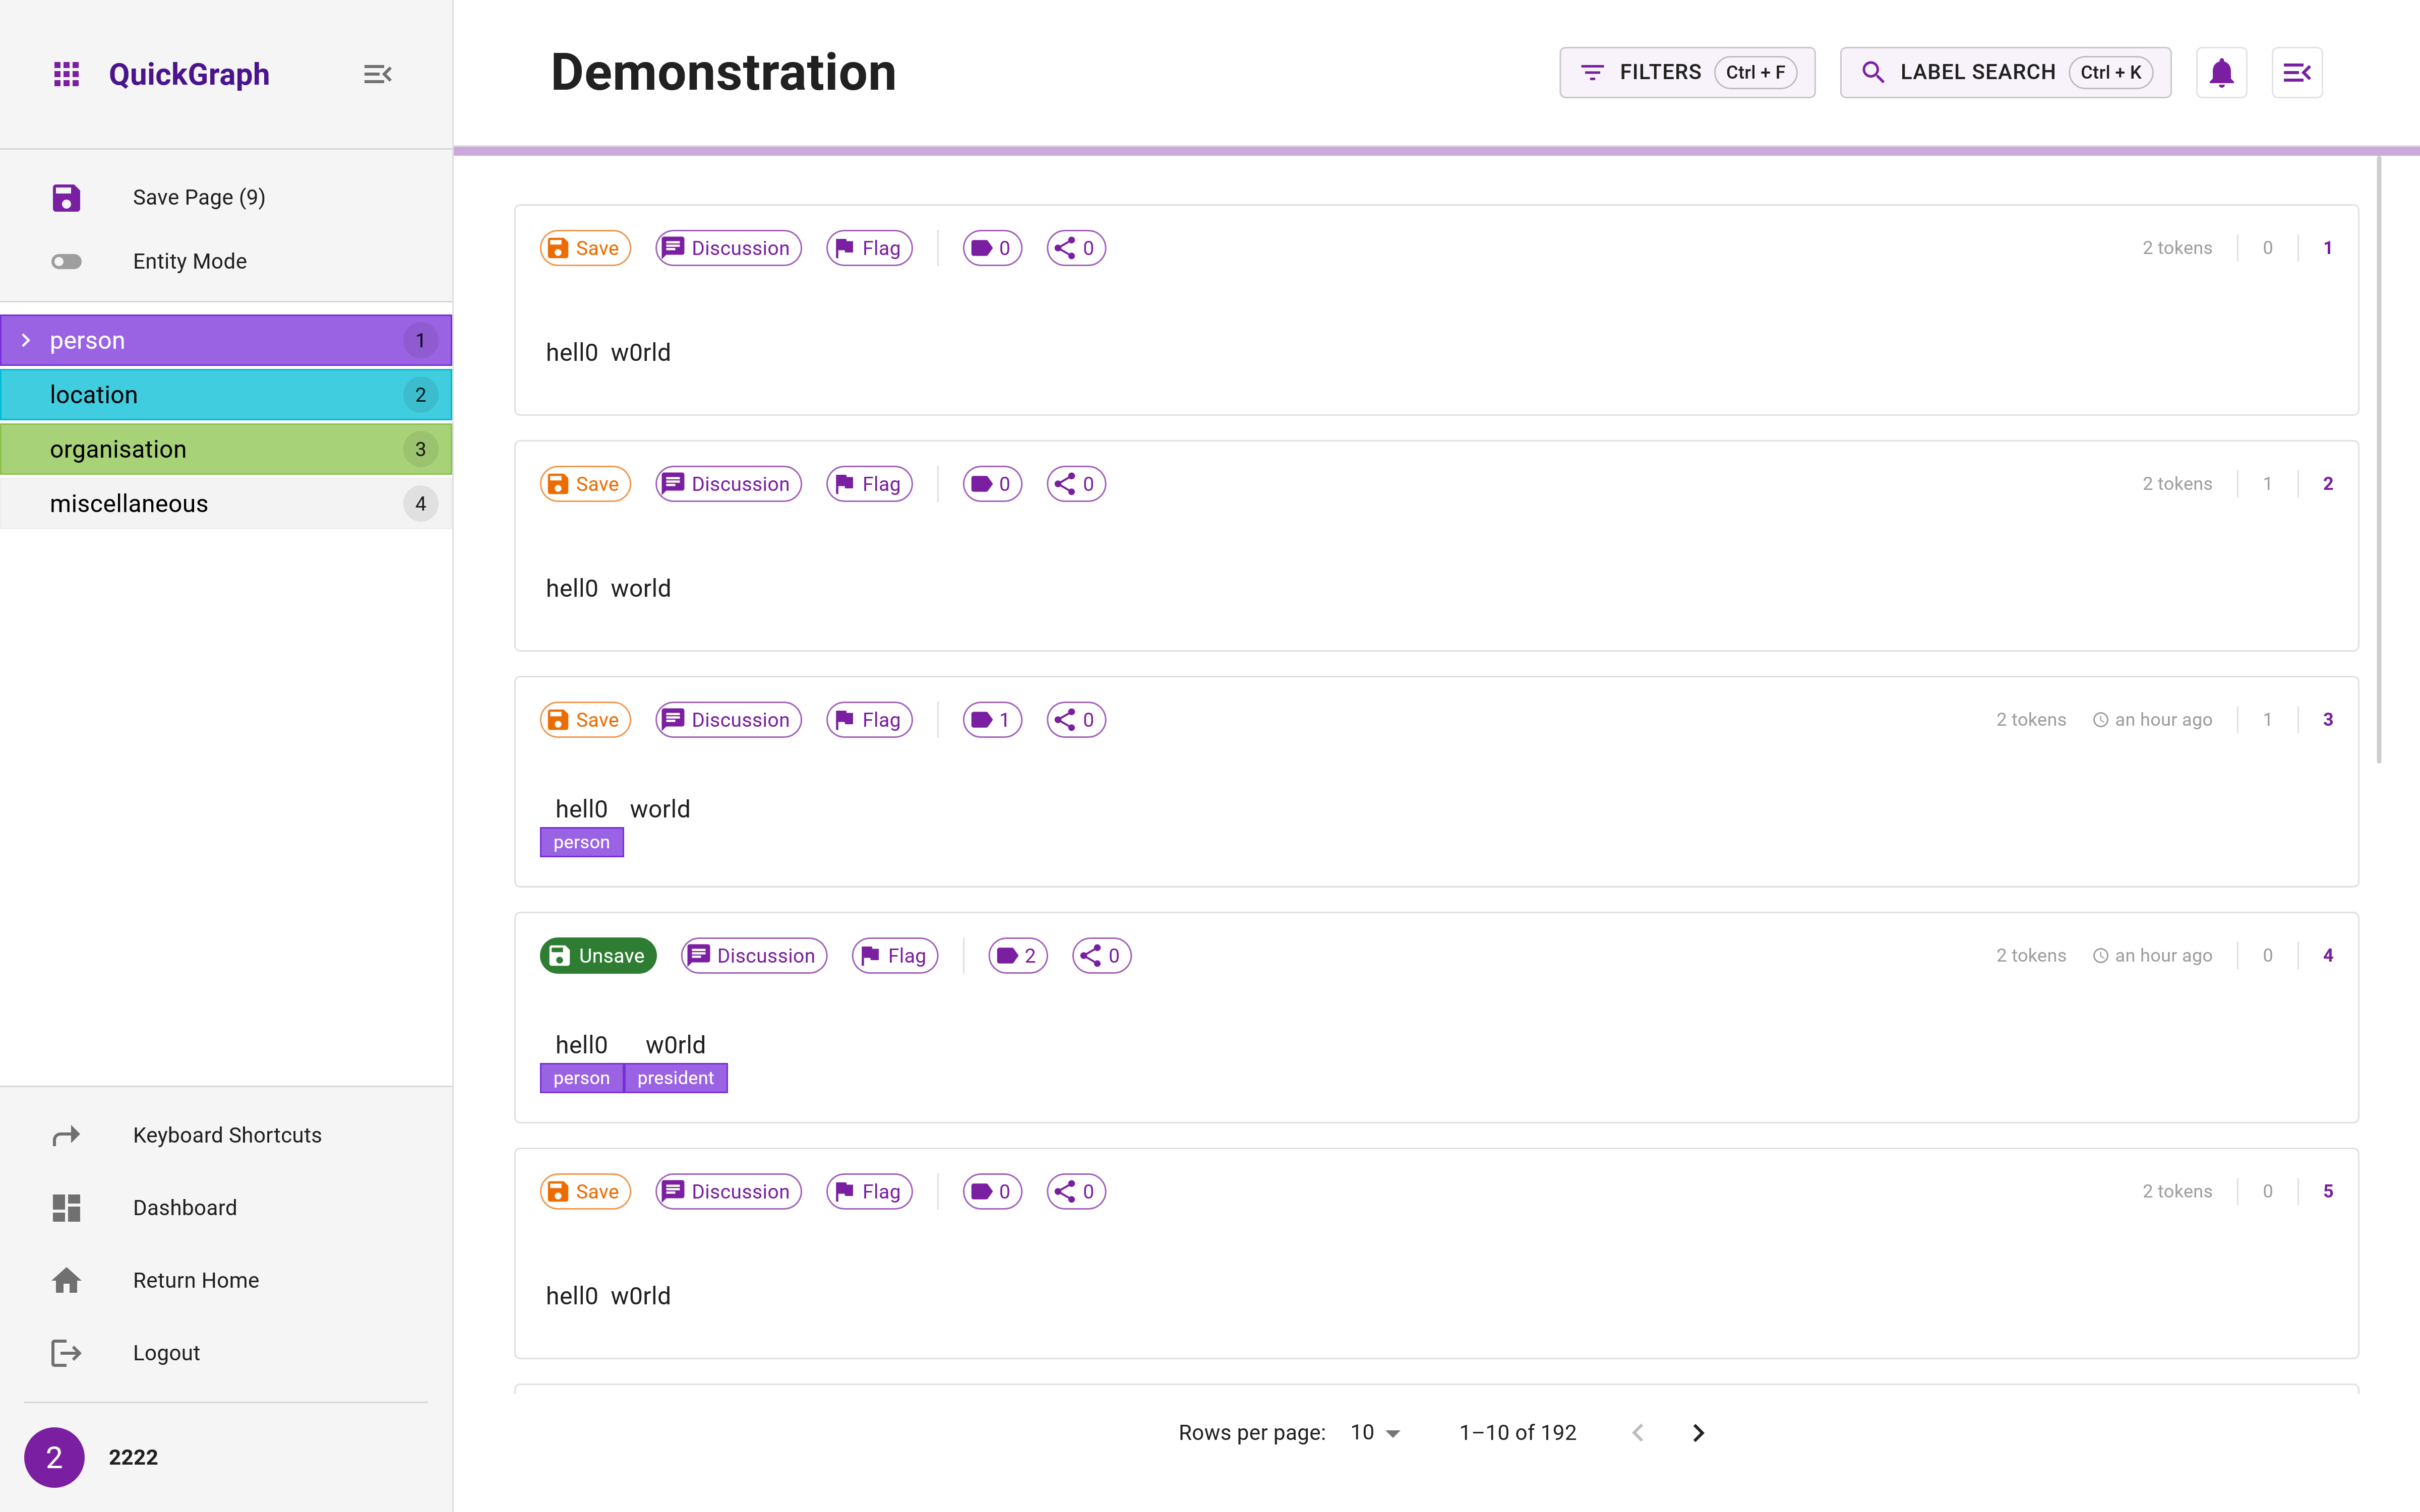 QuickGraph
Demonstration
FILTERS Ctrl + F LABEL SEARCH Ctrl + K
Save Page (9)
Entity Mode
person 1
location 2
organisation 3
miscellaneous 4
Save Discussion Flag 0 0 2 tokens 0 1
hell0 w0rld
Save Discussion Flag 0 0 2 tokens 1 2
hell0 world
Save Discussion Flag 1 0 2 tokens an hour ago 1 3
hell0 world
person
Unsave Discussion Flag 2 0 2 tokens an hour ago 0 4
hell0 w0rld
person president
Save Discussion Flag 0 0 2 tokens 0 5
hell0 w0rld
Rows per page: 10 1–10 of 192
Keyboard Shortcuts
Dashboard
Return Home
Logout
2 2222